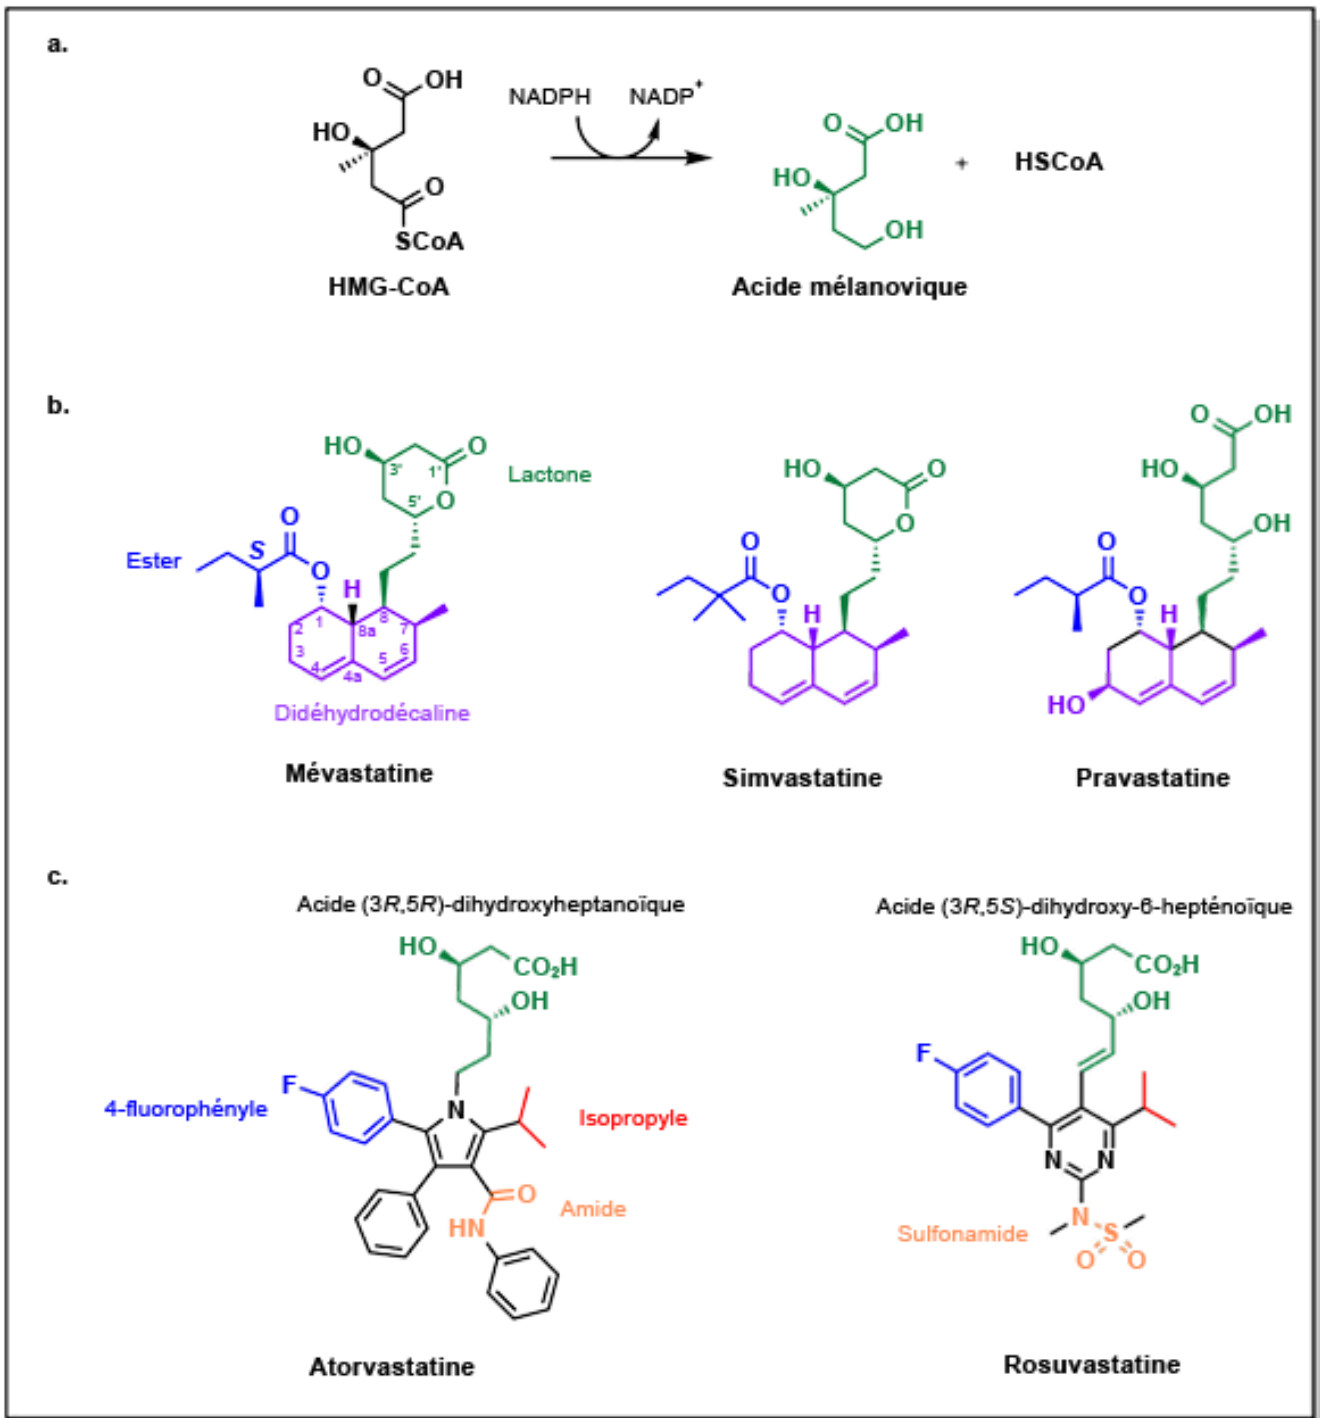 a.
O
OH
HO
O
SCoA
HMG-CoA
NADPH
NADP+
O
OH
HO
OH
Acide mélanovique
+
HSCoA
b.
HO
O
3'
1'
Lactone
5'
O
O
Ester
S
O
H
1
2
8
8a
7
3
6
4
5
4a
Didéhydrodécaline
Mévastatine
HO
O
O
O
O
H
Simvastatine
O
OH
HO
OH
O
O
H
HO
Pravastatine
c.
Acide (3R,5R)-dihydroxyheptanoïque
HO
CO₂H
OH
F
4-fluorophényle
N
Isopropyle
O
Amide
HN
Atorvastatine
Acide (3R,5S)-dihydroxy-6-hepténoïque
HO
CO₂H
OH
F
N
N
N
Sulfonamide
S
O
O
Rosuvastatine